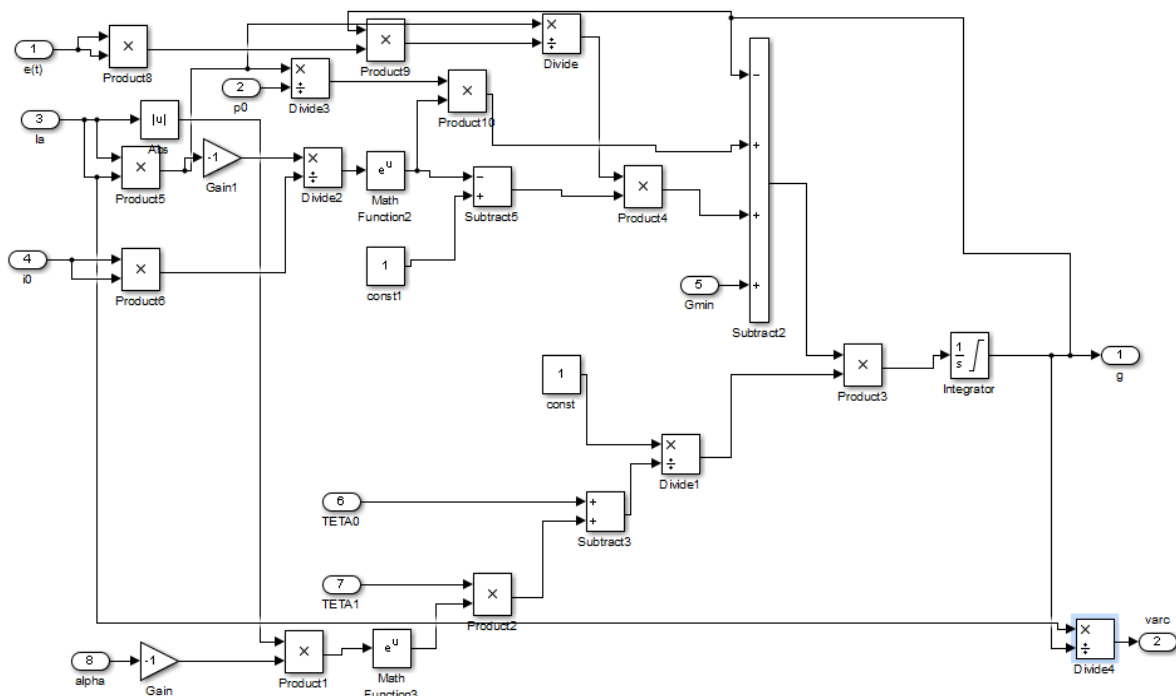 1
e(t)
×
Product8
×
Product9
×
÷
Divide
2
p0
×
÷
Divide3
×
Product10
3
Ia
|u|
Abs
×
Product5
-1
Gain1
×
÷
Divide2
e^u
Math
Function2
−
+
Subtract5
×
Product4
−
+
+
+
Subtract2
4
i0
×
Product6
1
const1
5
Gmin
1
const
×
Product3
1
s
Integrator
1
g
×
÷
Divide1
6
TETA0
+
+
Subtract3
7
TETA1
×
Product2
8
alpha
-1
Gain
×
Product1
e^u
Math
Function3
×
÷
Divide4
varc
2